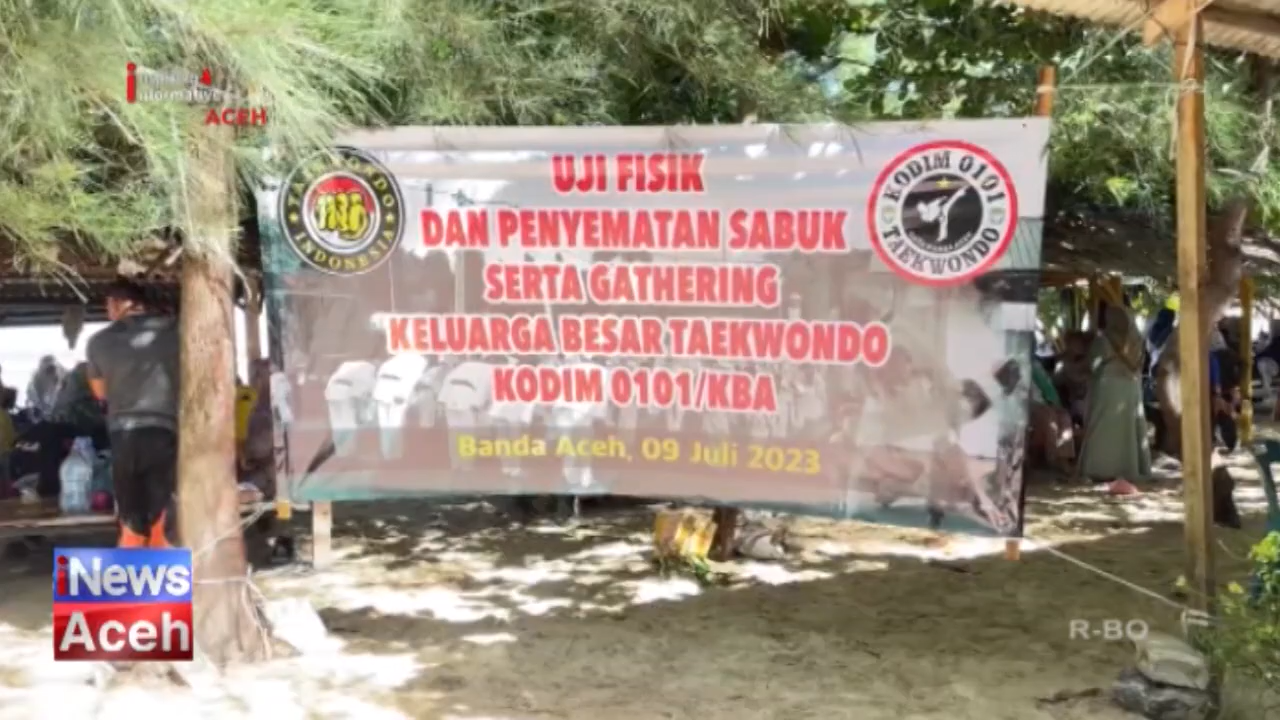 ACEH
UJI FISIK
DAN PENYEMATAN SABUK
SERTA GATHERING
KELUARGA BESAR TAEKWONDO
KODIM 0101/KBA
Banda Aceh, 09 Juli 2023
TAEKWONDO
INDONESIA
KODIM 0101
TAEKWONDO
iNews
Aceh
R-BO